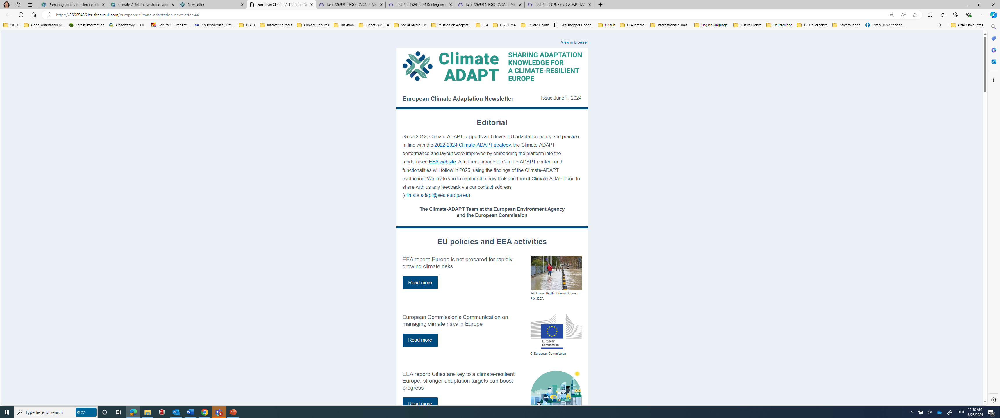 Preparing society for climate risk
Climate-ADAPT case studies appl
Newsletter
European Climate Adaptation Ne
Task #269919: FIG7-CADAPT-MA
Task #263584: 2024 Briefing on c
Task #269914: FIG3-CADAPT-MA
Task #269919: FIG7-CADAPT-MA
https://26665436.hs-sites-eu1.com/european-climate-adaptation-newsletter-44
OECD
Gobal adaptation pl...
Forest Information
Observatory — Cli...
Vorurteil - Translati...
dba
Spisebordsstol, Træ...
EEA IT
Interesting tools
Climate Services
Taskman
Eionet 2021 CA
Social Media use
Mission on Adaptat...
EEA
DG CLIMA
Private Health
Grasshopper Geogr...
Urlaub
EEA internal
International climat...
English language
Just resilience
Deutschland
EU Governance
Bewerbungen
Establishment of an...
Other favourites
View in browser
Climate
ADAPT
SHARING ADAPTATION
KNOWLEDGE FOR
A CLIMATE-RESILIENT
EUROPE
European Climate Adaptation Newsletter
Issue June 1, 2024
Editorial
Since 2012, Climate-ADAPT supports and drives EU adaptation policy and practice.
In line with the 2022-2024 Climate-ADAPT strategy, the Climate-ADAPT
performance and layout were improved by embedding the platform into the
modernised EEA website. A further upgrade of Climate-ADAPT content and
functionalities will follow in 2025, using the findings of the Climate-ADAPT
evaluation. We invite you to explore the new look and feel of Climate-ADAPT and to
share with us any feedback via our contact address
(climate.adapt@eea.europa.eu).
The Climate-ADAPT Team at the European Environment Agency
and the European Commission
EU policies and EEA activities
EEA report: Europe is not prepared for rapidly
growing climate risks
Read more
© Cesare Barillà, Climate Change
PIX /EEA
European Commission's Communication on
managing climate risks in Europe
Read more
European
Commission
© European Commission
EEA report: Cities are key to a climate-resilient
Europe, stronger adaptation targets can boost
progress
Read more
Type here to search
9+
DEU
11:13 AM
6/25/2024
21